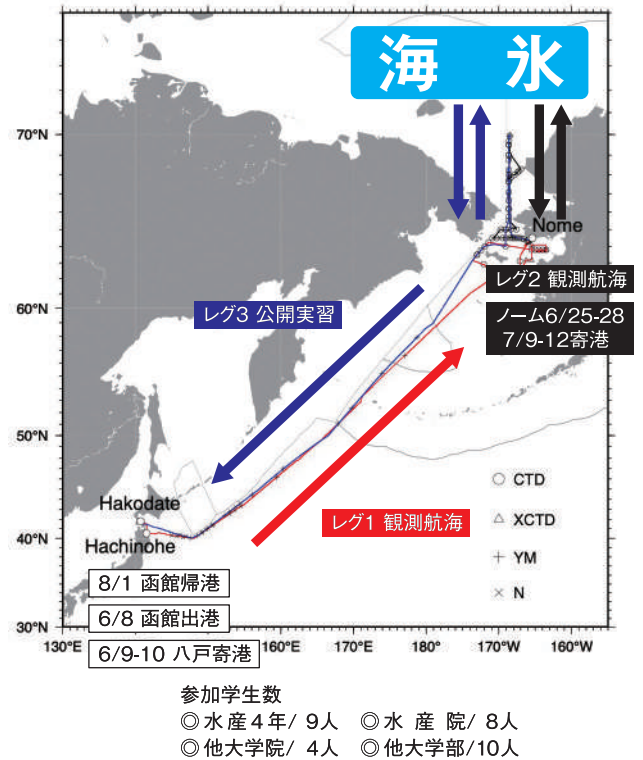 海 氷
70°N
Nome
レグ2 観測航海
60°N
レグ3 公開実習
ノーム6/25-28
7/9-12寄港
50°N
CTD
Hakodate
XCTD
レグ1 観測航海
40°N
Hachinohe
YM
8/1 函館帰港
N
6/8 函館出港
30°N
130°E
160°E
170°E
180°
170°W
160°W
6/9-10 八戸寄港
参加学生数
◎水産4年/ 9人 ◎水 産 院/ 8人
◎他大学院/ 4人 ◎他大学部/10人